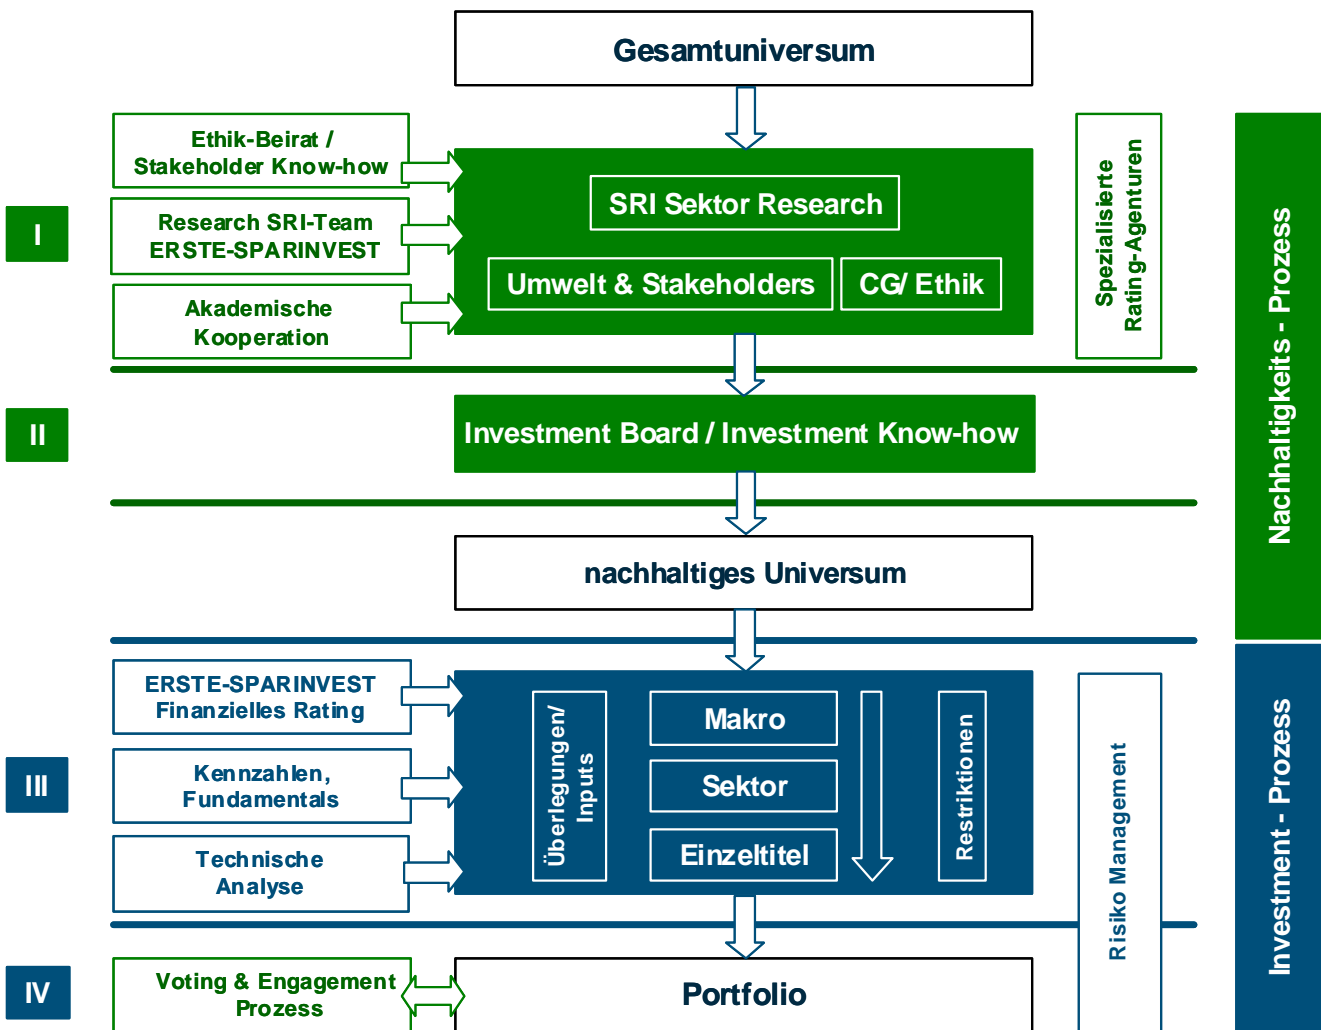 Gesamtuniversum
Ethik-Beirat /
Stakeholder Know-how
I
Research SRI-Team
ERSTE-SPARINVEST
Akademische
Kooperation
SRI Sektor Research
Umwelt & Stakeholders
CG/ Ethik
Spezialisierte
Rating-Agenturen
Nachhaltigkeits - Prozess
II
Investment Board / Investment Know-how
nachhaltiges Universum
ERSTE-SPARINVEST
Finanzielles Rating
III
Kennzahlen,
Fundamentals
Technische
Analyse
Überlegungen/
Inputs
Makro
Sektor
Einzeltitel
Restriktionen
Risiko Management
Investment - Prozess
IV
Voting & Engagement
Prozess
Portfolio